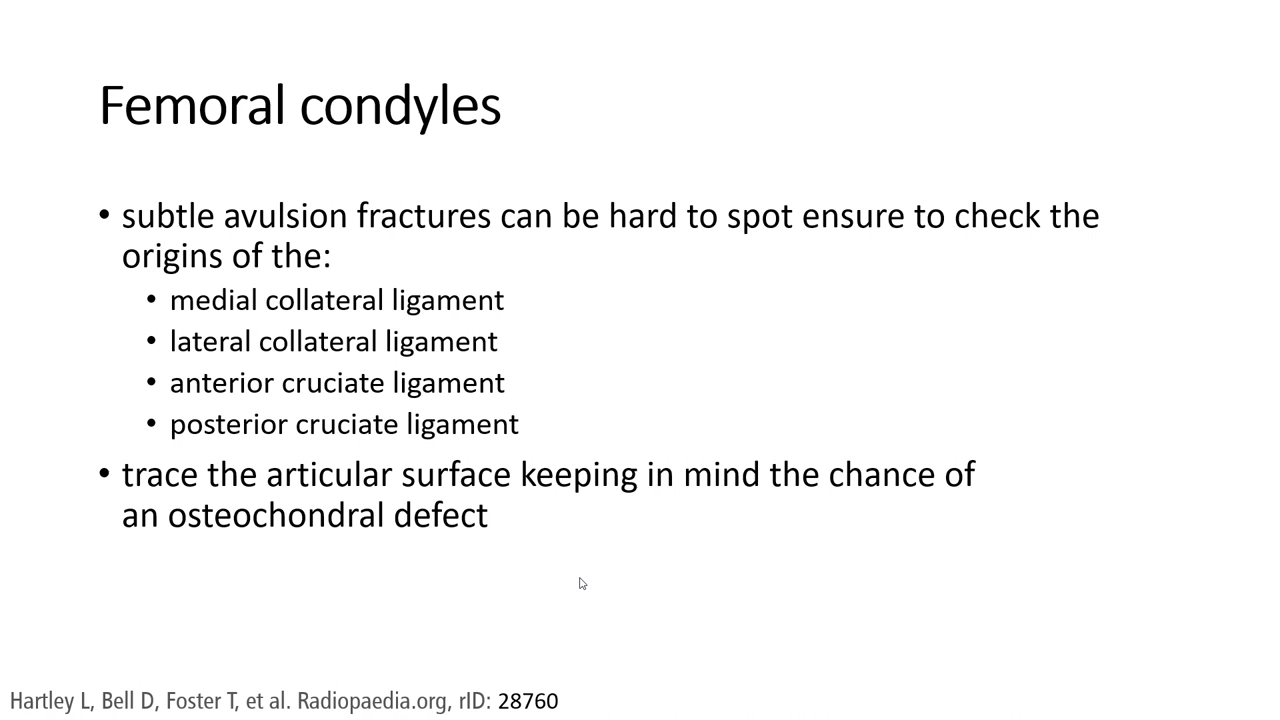 Femoral condyles
• subtle avulsion fractures can be hard to spot ensure to check the
origins of the:
• medial collateral ligament
• lateral collateral ligament
• anterior cruciate ligament
• posterior cruciate ligament
• trace the articular surface keeping in mind the chance of
an osteochondral defect
Hartley L, Bell D, Foster T, et al. Radiopaedia.org, rID: 28760